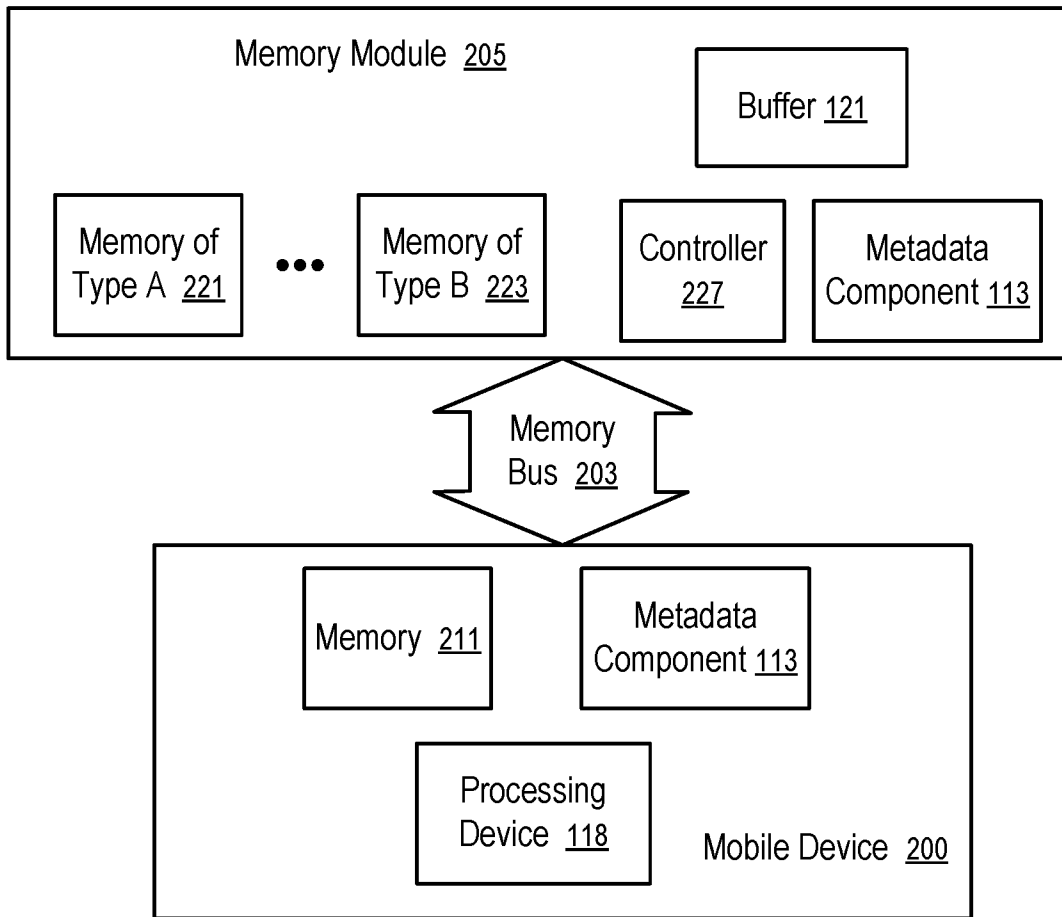 Memory Module 205
Buffer 121
Memory of
Type A 221
•••
Memory of
Type B 223
Controller
227
Metadata
Component 113
Memory
Bus 203
Memory 211
Metadata
Component 113
Processing
Device 118
Mobile Device 200